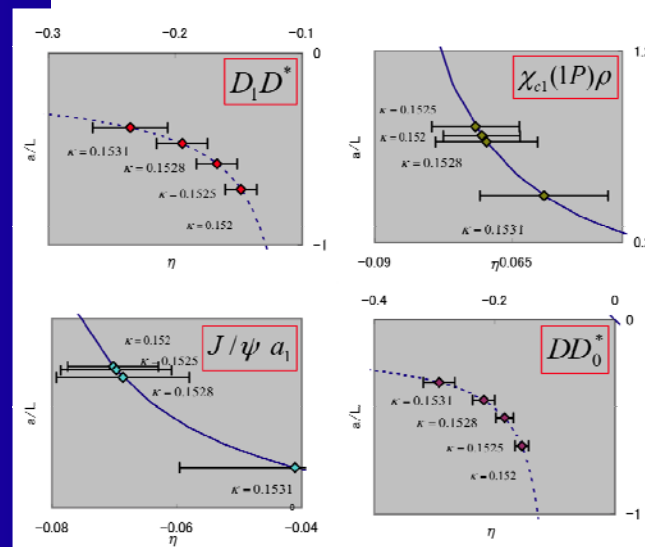 −0.3 −0.2 −0.1
0
D₁D*
a/L
κ = 0.1531
κ = 0.1528
κ = 0.1525
κ = 0.152
−1
η
χc1(1P)ρ
a/L
κ = 0.1525
κ = 0.152
κ = 0.1528
κ = 0.1531
−0.09 η0.065
J/ψ a₁
a/L
κ = 0.152
κ = 0.1525
κ = 0.1528
κ = 0.1531
0
−0.08 −0.06 −0.04
η
−0.4 −0.2 0
0
DD₀*
a/L
κ = 0.1531
κ = 0.1528
κ = 0.1525
κ = 0.152
−1
η